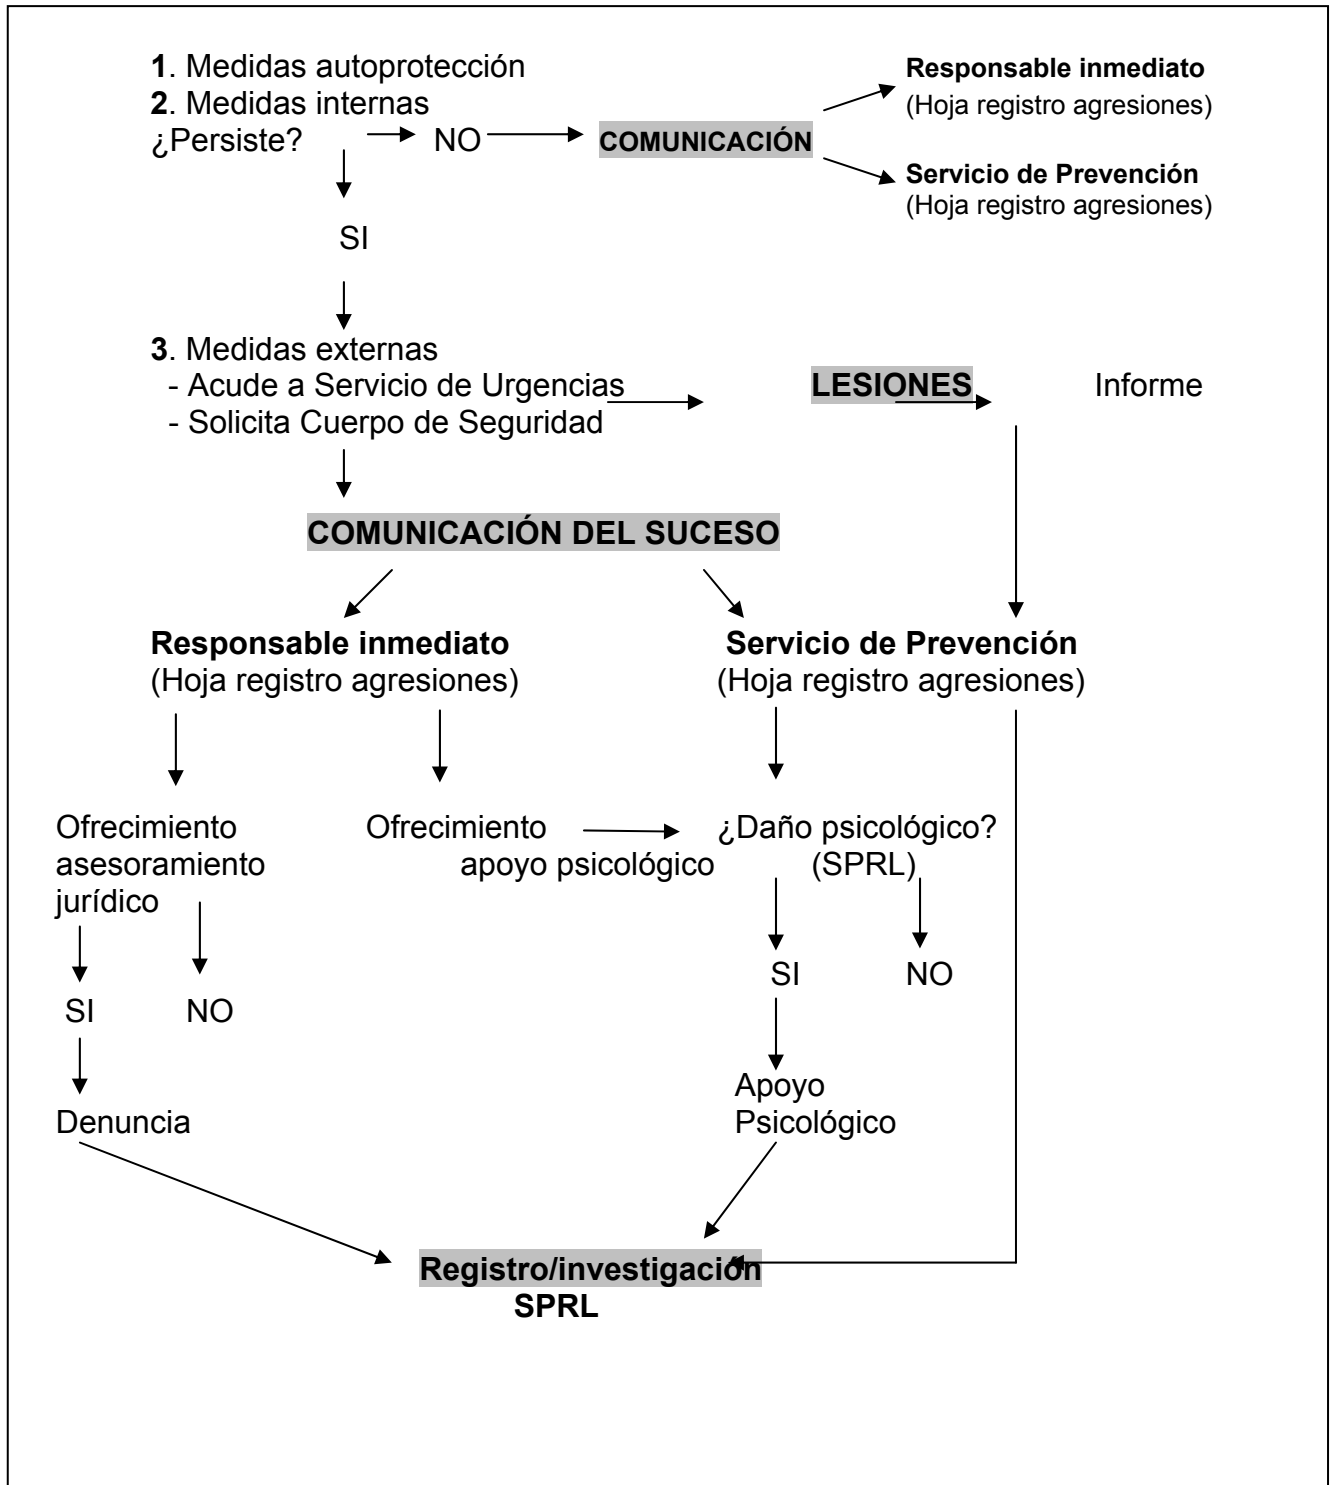 1. Medidas autoprotección
2. Medidas internas
¿Persiste?
NO
COMUNICACIÓN
Responsable inmediato
(Hoja registro agresiones)
Servicio de Prevención
(Hoja registro agresiones)
SI
3. Medidas externas
- Acude a Servicio de Urgencias
- Solicita Cuerpo de Seguridad
LESIONES
Informe
COMUNICACIÓN DEL SUCESO
Responsable inmediato
(Hoja registro agresiones)
Servicio de Prevención
(Hoja registro agresiones)
Ofrecimiento
asesoramiento
jurídico
Ofrecimiento
apoyo psicológico
¿Daño psicológico?
(SPRL)
SI
NO
SI
NO
Apoyo
Psicológico
Denuncia
Registro/investigación
SPRL